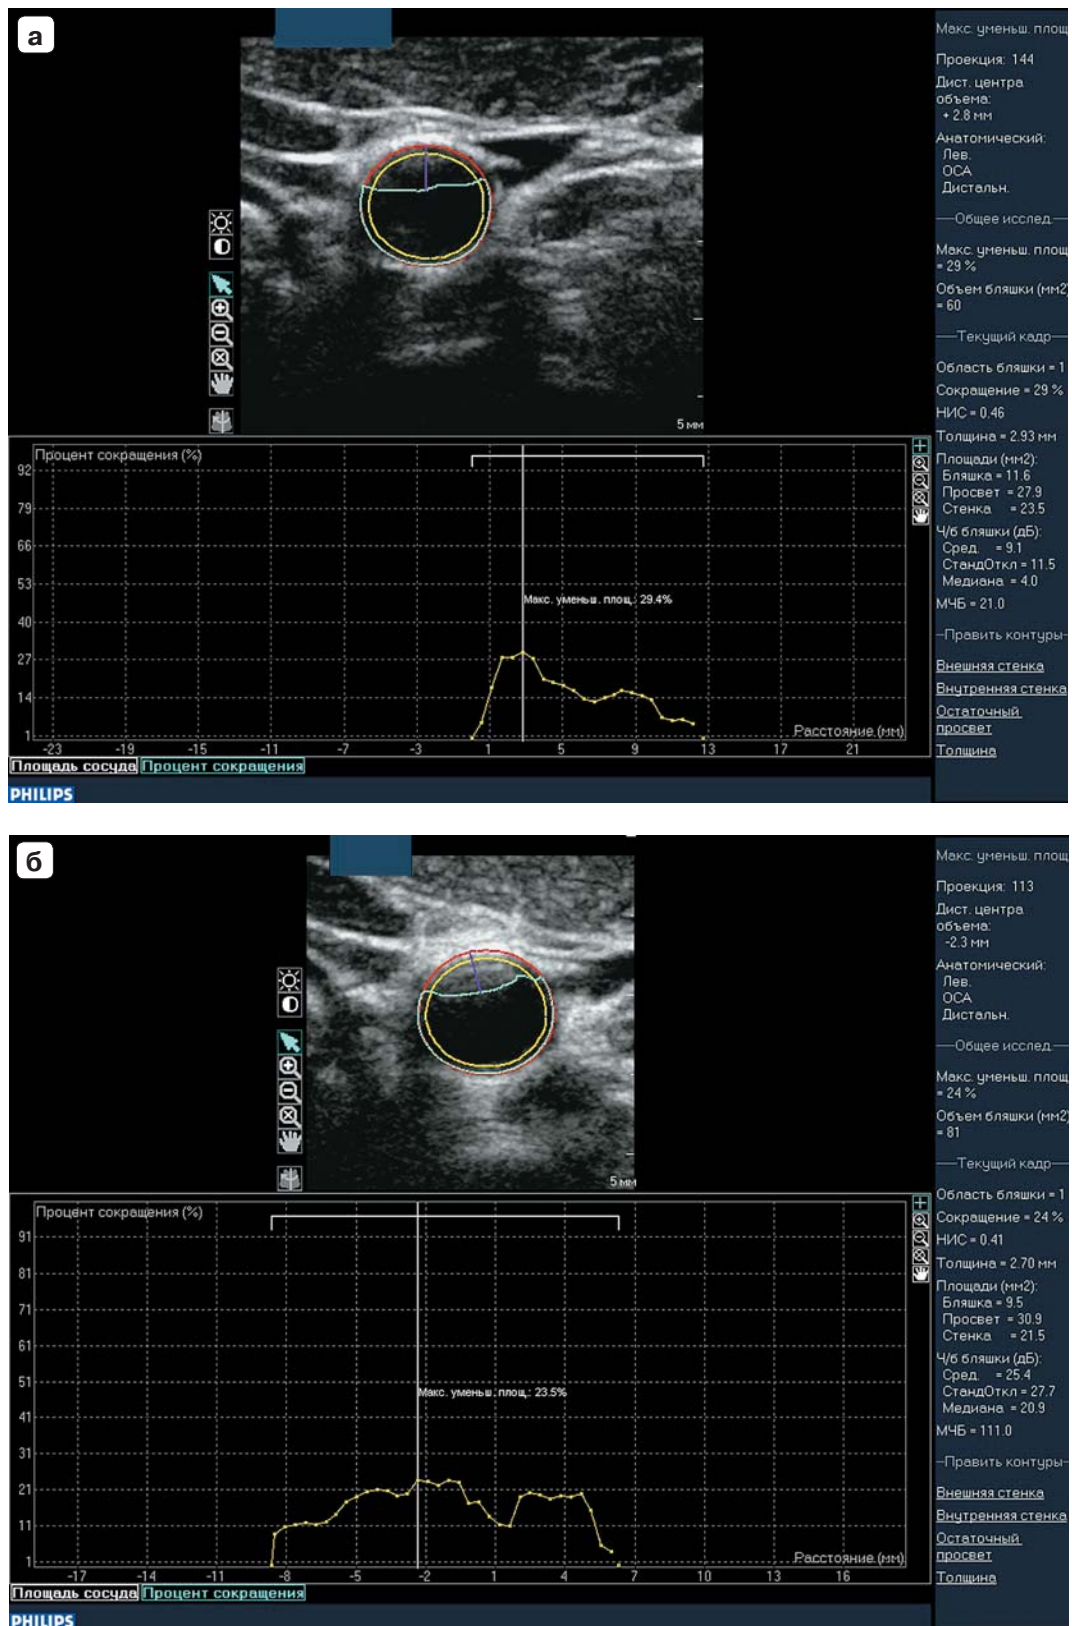 а
Макс. уменьш. площ
Проекция: 144
Дист. центра
объема:
+ 2.8 мм
Анатомический:
Лев.
ОСА
Дистальн.
Общее исслед.
Макс. уменьш. площ
= 29 %
Объем бляшки (мм2)
= 60
Текущий кадр
Область бляшки = 1
Сокращение = 29 %
НИС = 0.46
Толщина = 2.93 мм
Площади (мм2):
Бляшка = 11.6
Просвет = 27.9
Стенка = 23.5
Ч/б бляшки (дБ):
Сред. = 9.1
СтандОткл = 11.5
Медиана = 4.0
МЧБ = 21.0
Править контуры
Внешняя стенка
Внутренняя стенка
Остаточный
просвет
Толщина
5 мм
Процент сокращения (%)
92
79
66
53
40
27
14
1
Макс. уменьш. площ.: 29.4%
Расстояние (мм)
-23 -19 -15 -11 -7 -3 1 5 9 13 17 21
Площадь сосуда Процент сокращения
PHILIPS
б
Макс. уменьш. площ
Проекция: 113
Дист. центра
объема:
-2.3 мм
Анатомический:
Лев.
ОСА
Дистальн.
Общее исслед.
Макс. уменьш. площ
= 24 %
Объем бляшки (мм2)
= 81
Текущий кадр
Область бляшки = 1
Сокращение = 24 %
НИС = 0.41
Толщина = 2.70 мм
Площади (мм2):
Бляшка = 9.5
Просвет = 30.9
Стенка = 21.5
Ч/б бляшки (дБ):
Сред. = 25.4
СтандОткл = 27.7
Медиана = 20.9
МЧБ = 111.0
Править контуры
Внешняя стенка
Внутренняя стенка
Остаточный
просвет
Толщина
5 мм
Процент сокращения (%)
91
81
71
61
51
41
31
21
11
1
Макс. уменьш. площ.: 23.5%
Расстояние (мм)
-17 -14 -11 -8 -5 -2 1 4 7 10 13 16
Площадь сосуда Процент сокращения
PHILIPS